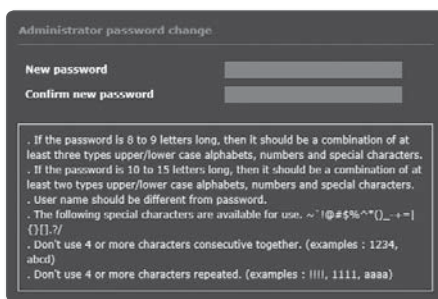 Administrator password change
New password
Confirm new password
. If the password is 8 to 9 letters long, then it should be a combination of at
least three types upper/lower case alphabets, numbers and special characters.
. If the password is 10 to 15 letters long, then it should be a combination of at
least two types upper/lower case alphabets, numbers and special characters.
. User name should be different from password.
. The following special characters are available for use. ~`!@#$%^*()_-+=|
{}[].?/
. Don't use 4 or more characters consecutive together. (examples : 1234,
abcd)
. Don't use 4 or more characters repeated. (examples : !!!!, 1111, aaaa)